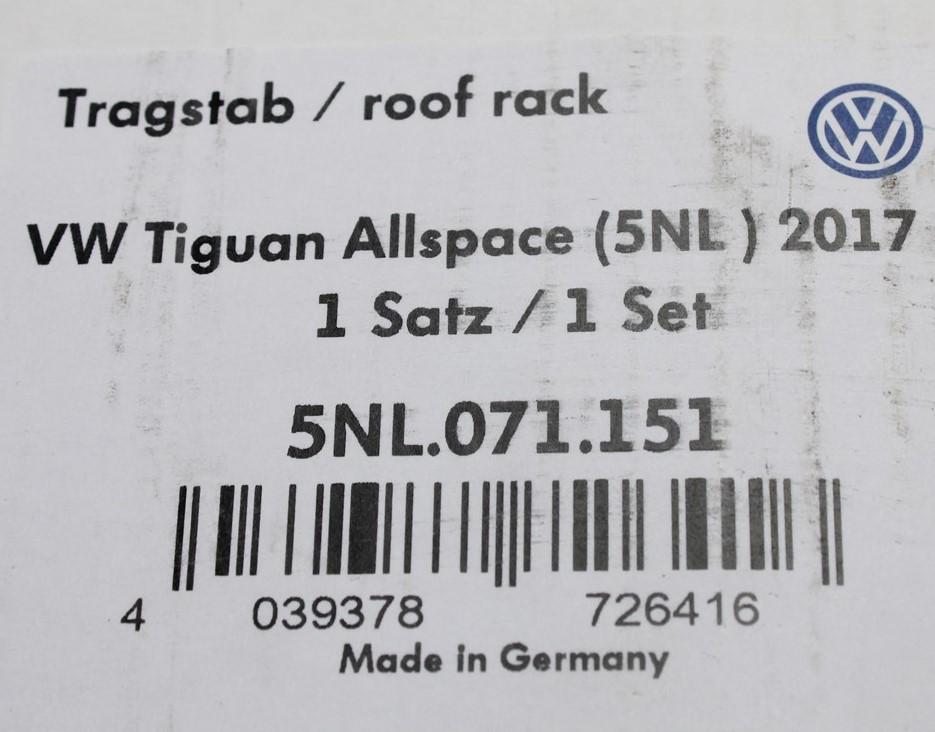 Tragstab / roof rack
VW Tiguan Allspace (5NL ) 2017
1 Satz / 1 Set
5NL.071.151
4 039378 726416
Made in Germany